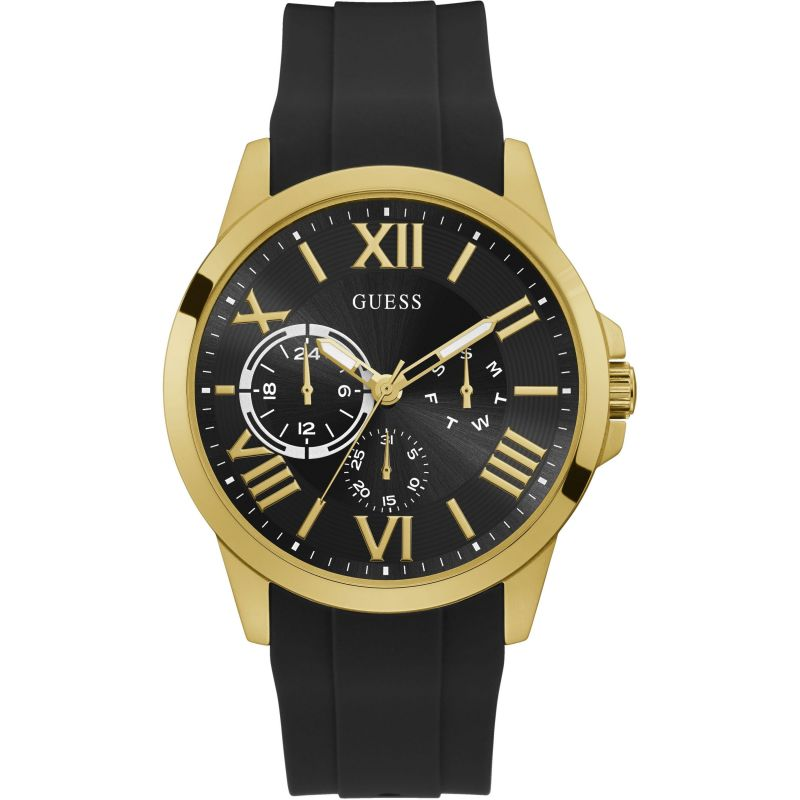 XII
GUESS
X II
24
18 6
12
S M T W T F S
VIII IIII
31 5 10 15 20 25
VI